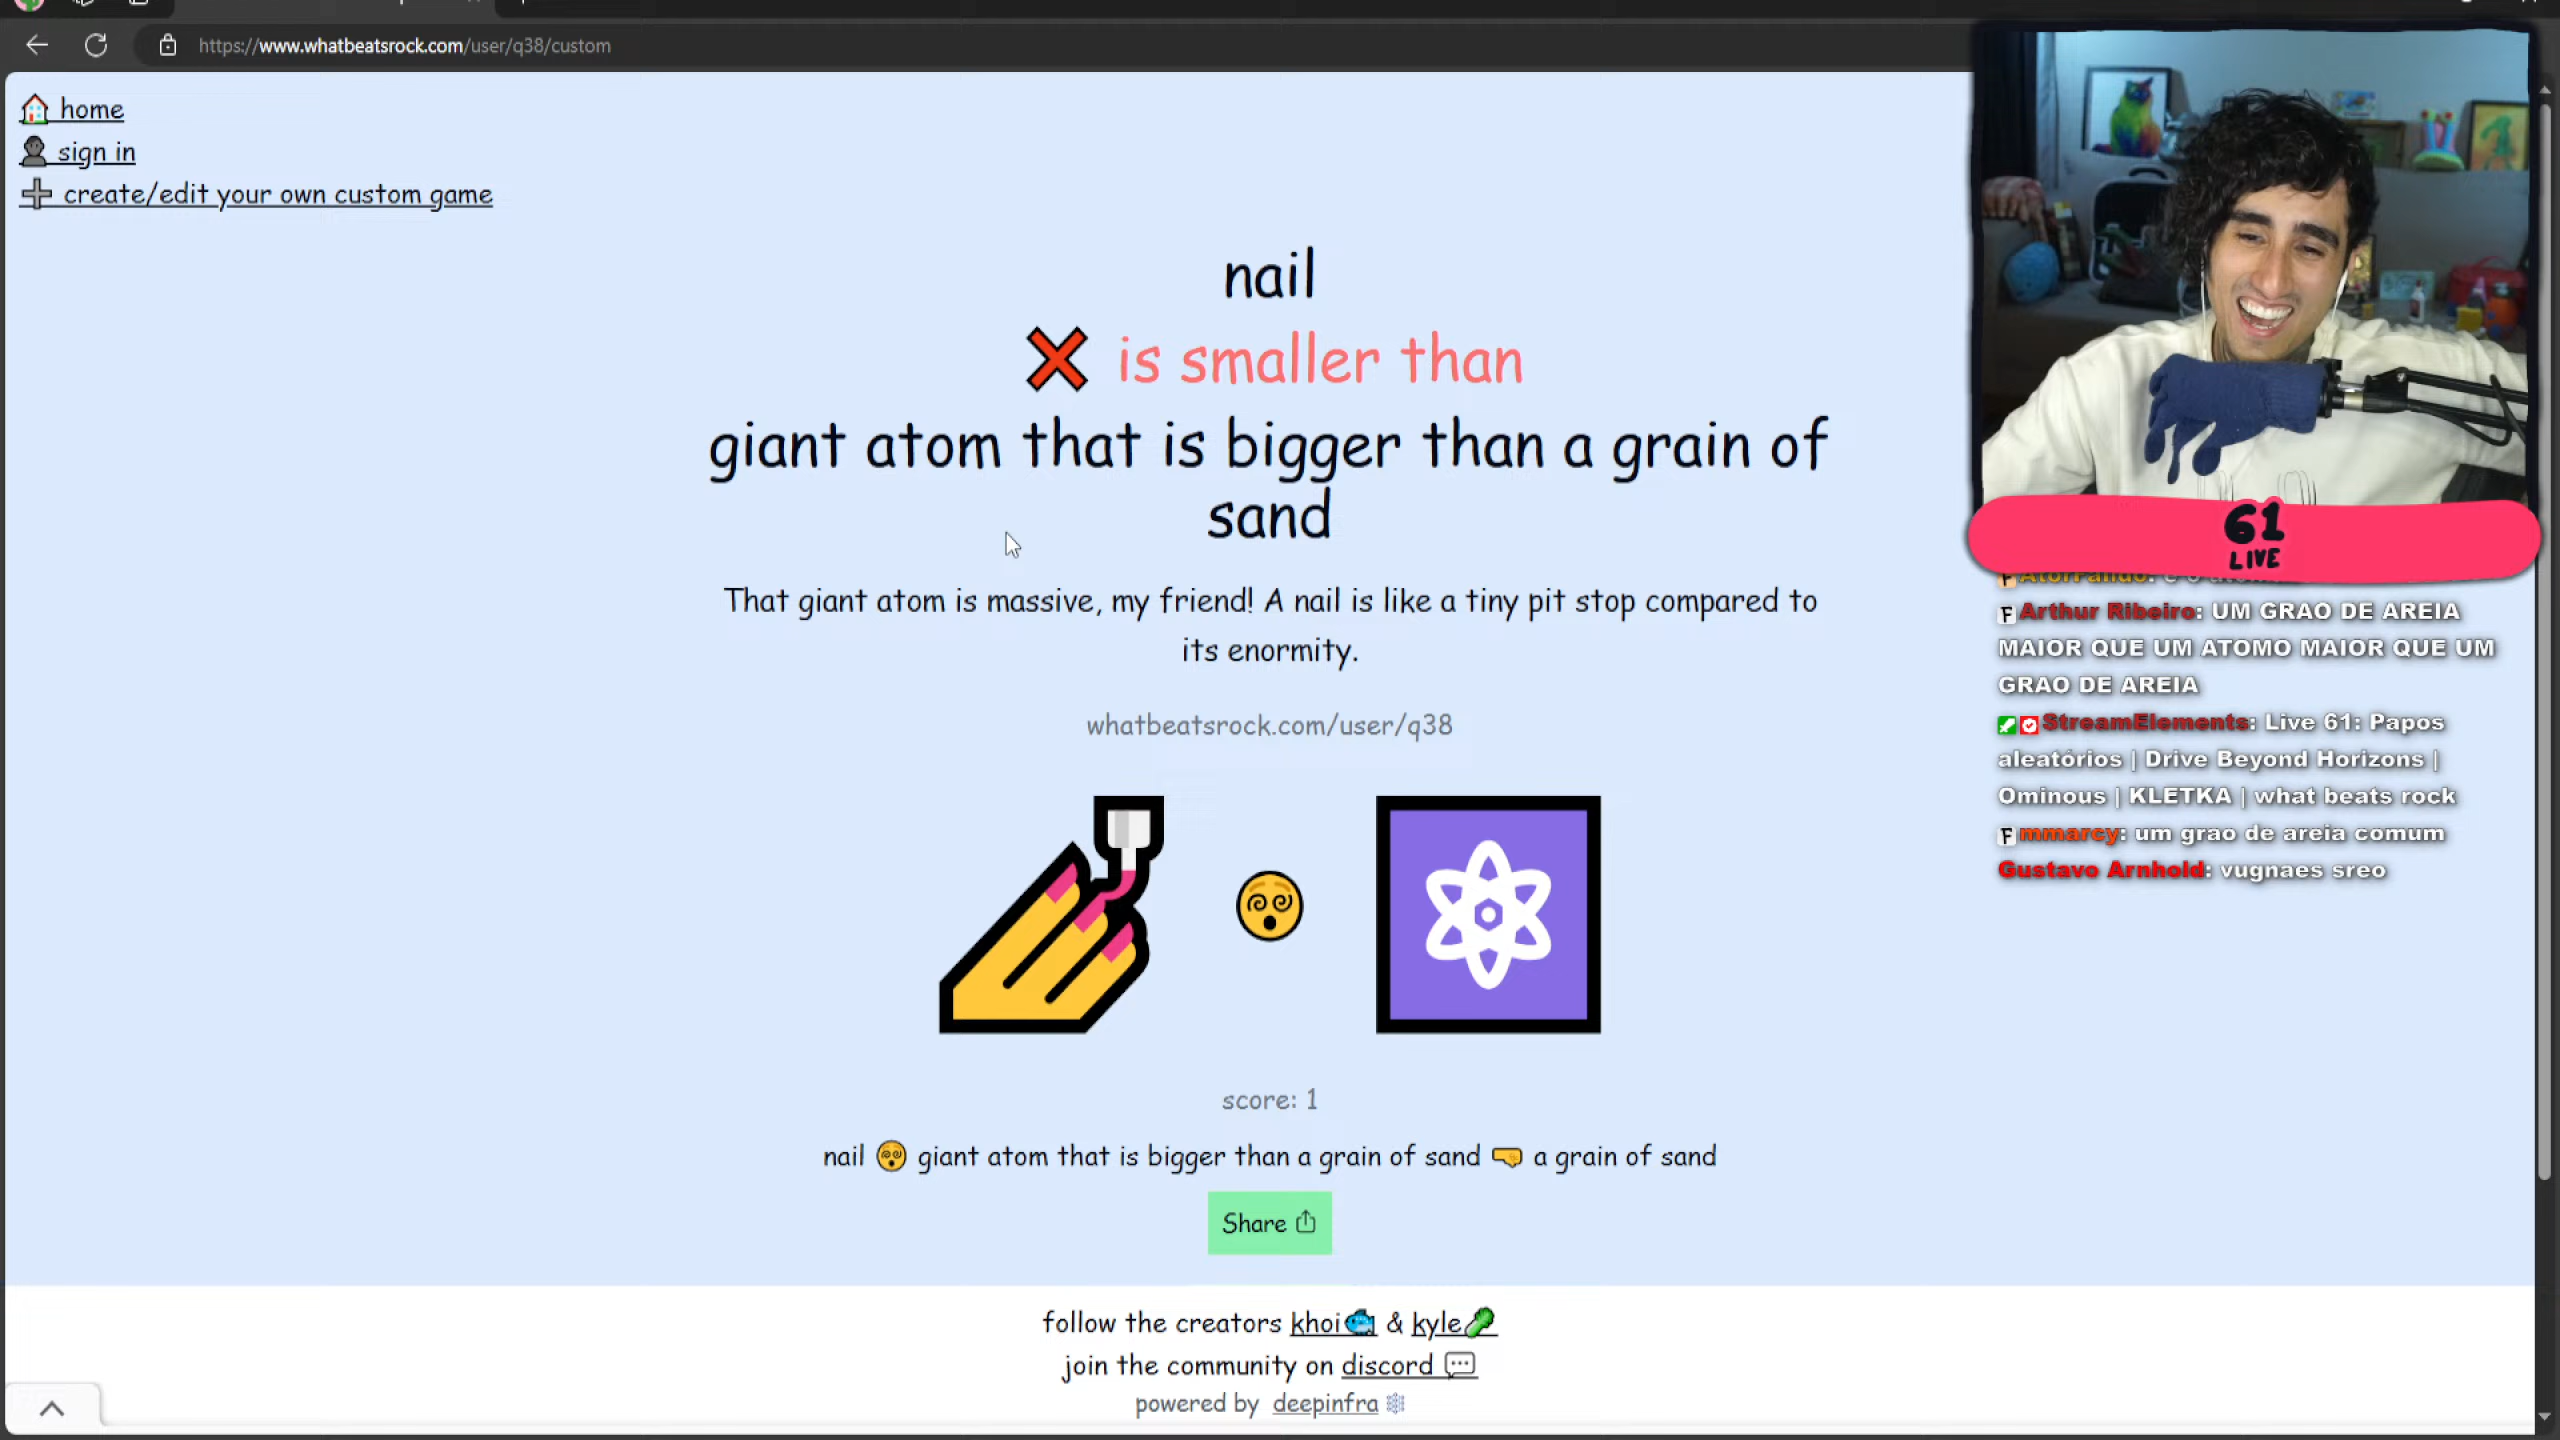 https://www.whatbeatsrock.com/user/q38/custom
home
sign in
create/edit your own custom game
nail
is smaller than
giant atom that is bigger than a grain of
sand
That giant atom is massive, my friend! A nail is like a tiny pit stop compared to
its enormity.
whatbeatsrock.com/user/q38
score: 1
nail giant atom that is bigger than a grain of sand a grain of sand
Share
follow the creators khoi & kyle
join the community on discord
powered by deepinfra
61
LIVE
Arthur Ribeiro: UM GRAO DE AREIA
MAIOR QUE UM ATOMO MAIOR QUE UM
GRAO DE AREIA
StreamElements: Live 61: Papos
aleatórios | Drive Beyond Horizons |
Ominous | KLETKA | what beats rock
mmarcy: um grao de areia comum
Gustavo Arnhold: vugnaes sreo